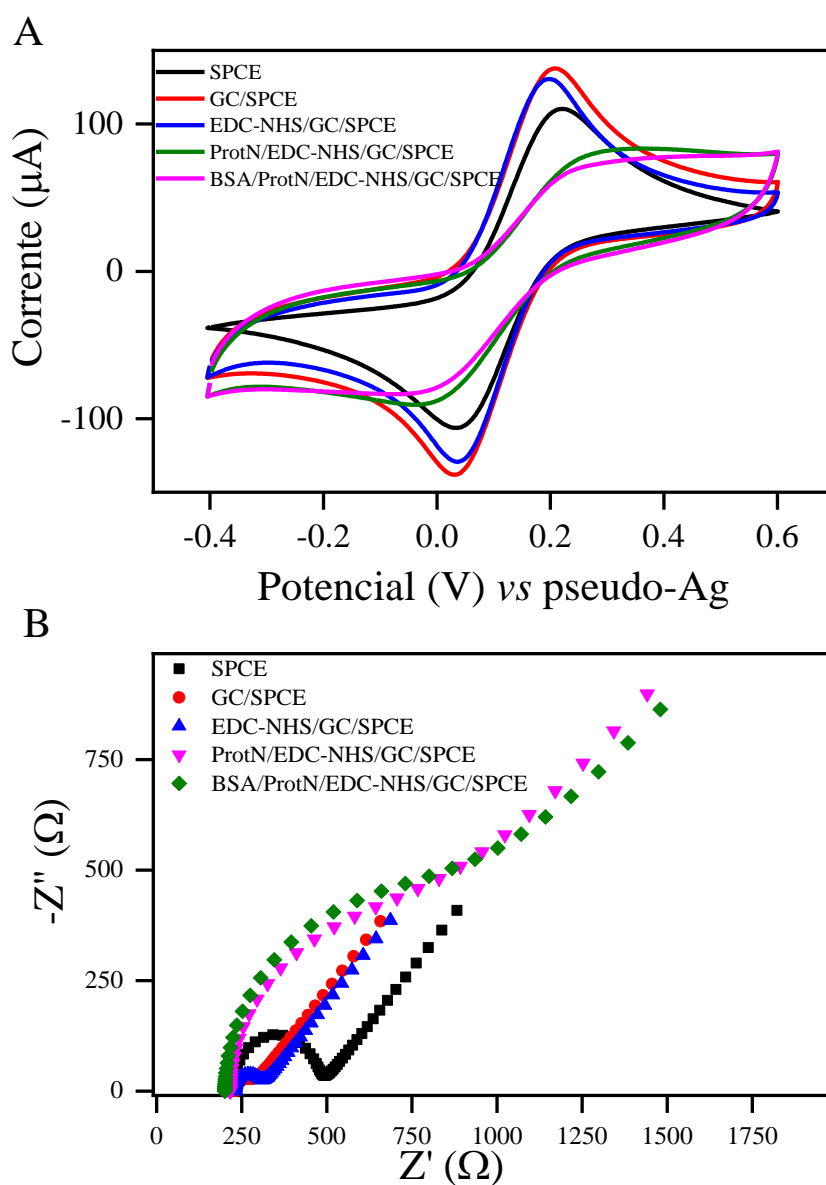 A
SPCE
GC/SPCE
EDC-NHS/GC/SPCE
ProtN/EDC-NHS/GC/SPCE
BSA/ProtN/EDC-NHS/GC/SPCE
100
0
-100
Corrente (µA)
-0.4 -0.2 0.0 0.2 0.4 0.6
Potencial (V) vs pseudo-Ag
B
SPCE
GC/SPCE
EDC-NHS/GC/SPCE
ProtN/EDC-NHS/GC/SPCE
BSA/ProtN/EDC-NHS/GC/SPCE
750
500
250
0
-Z'' (Ω)
0 250 500 750 1000 1250 1500 1750
Z' (Ω)